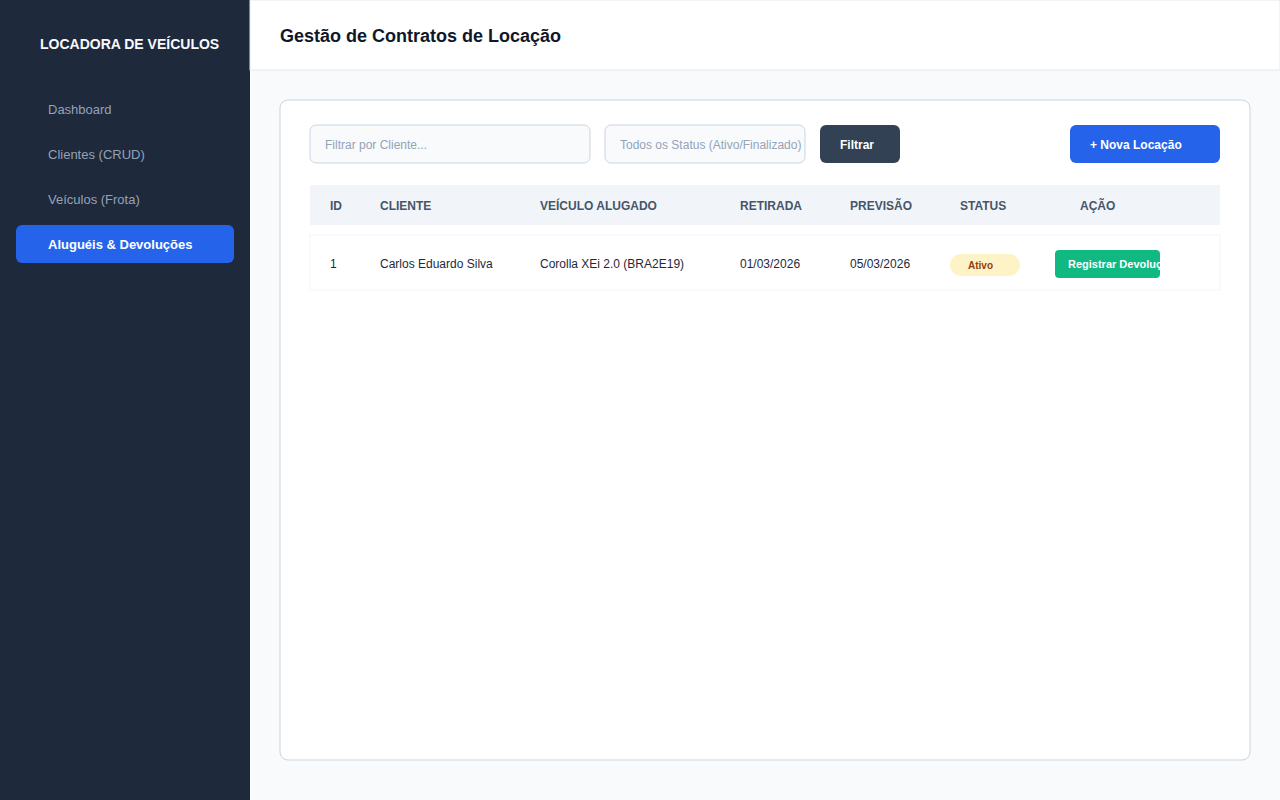 LOCADORA DE VEÍCULOS
Dashboard
Clientes (CRUD)
Veículos (Frota)
Aluguéis & Devoluções
Gestão de Contratos de Locação
Filtrar por Cliente... Todos os Status (Ativo/Finalizado) Filtrar + Nova Locação
ID CLIENTE VEÍCULO ALUGADO RETIRADA PREVISÃO STATUS AÇÃO
1 Carlos Eduardo Silva Corolla XEi 2.0 (BRA2E19) 01/03/2026 05/03/2026 Ativo Registrar Devoluç